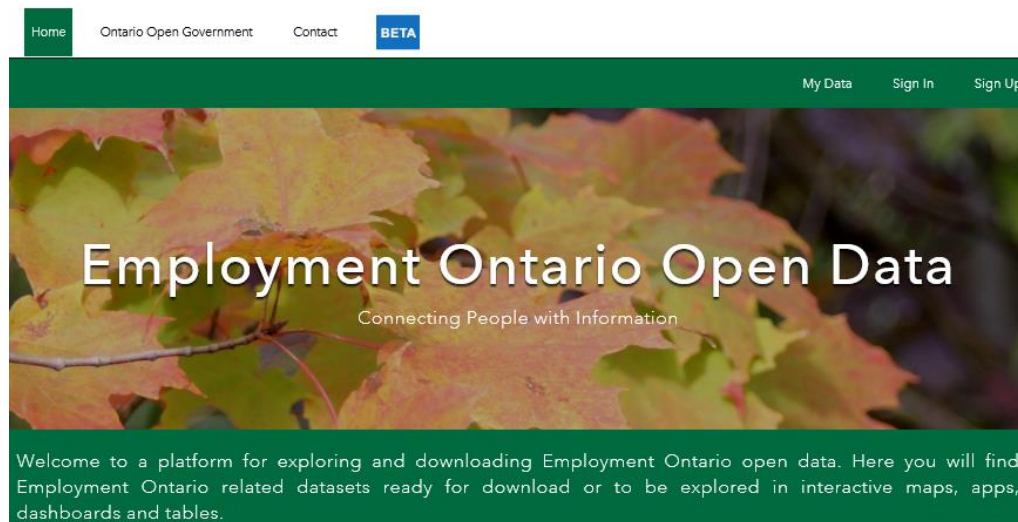 Home Ontario Open Government Contact BETA
My Data Sign In Sign Up
Employment Ontario Open Data
Connecting People with Information
Welcome to a platform for exploring and downloading Employment Ontario open data. Here you will find
Employment Ontario related datasets ready for download or to be explored in interactive maps, apps,
dashboards and tables.